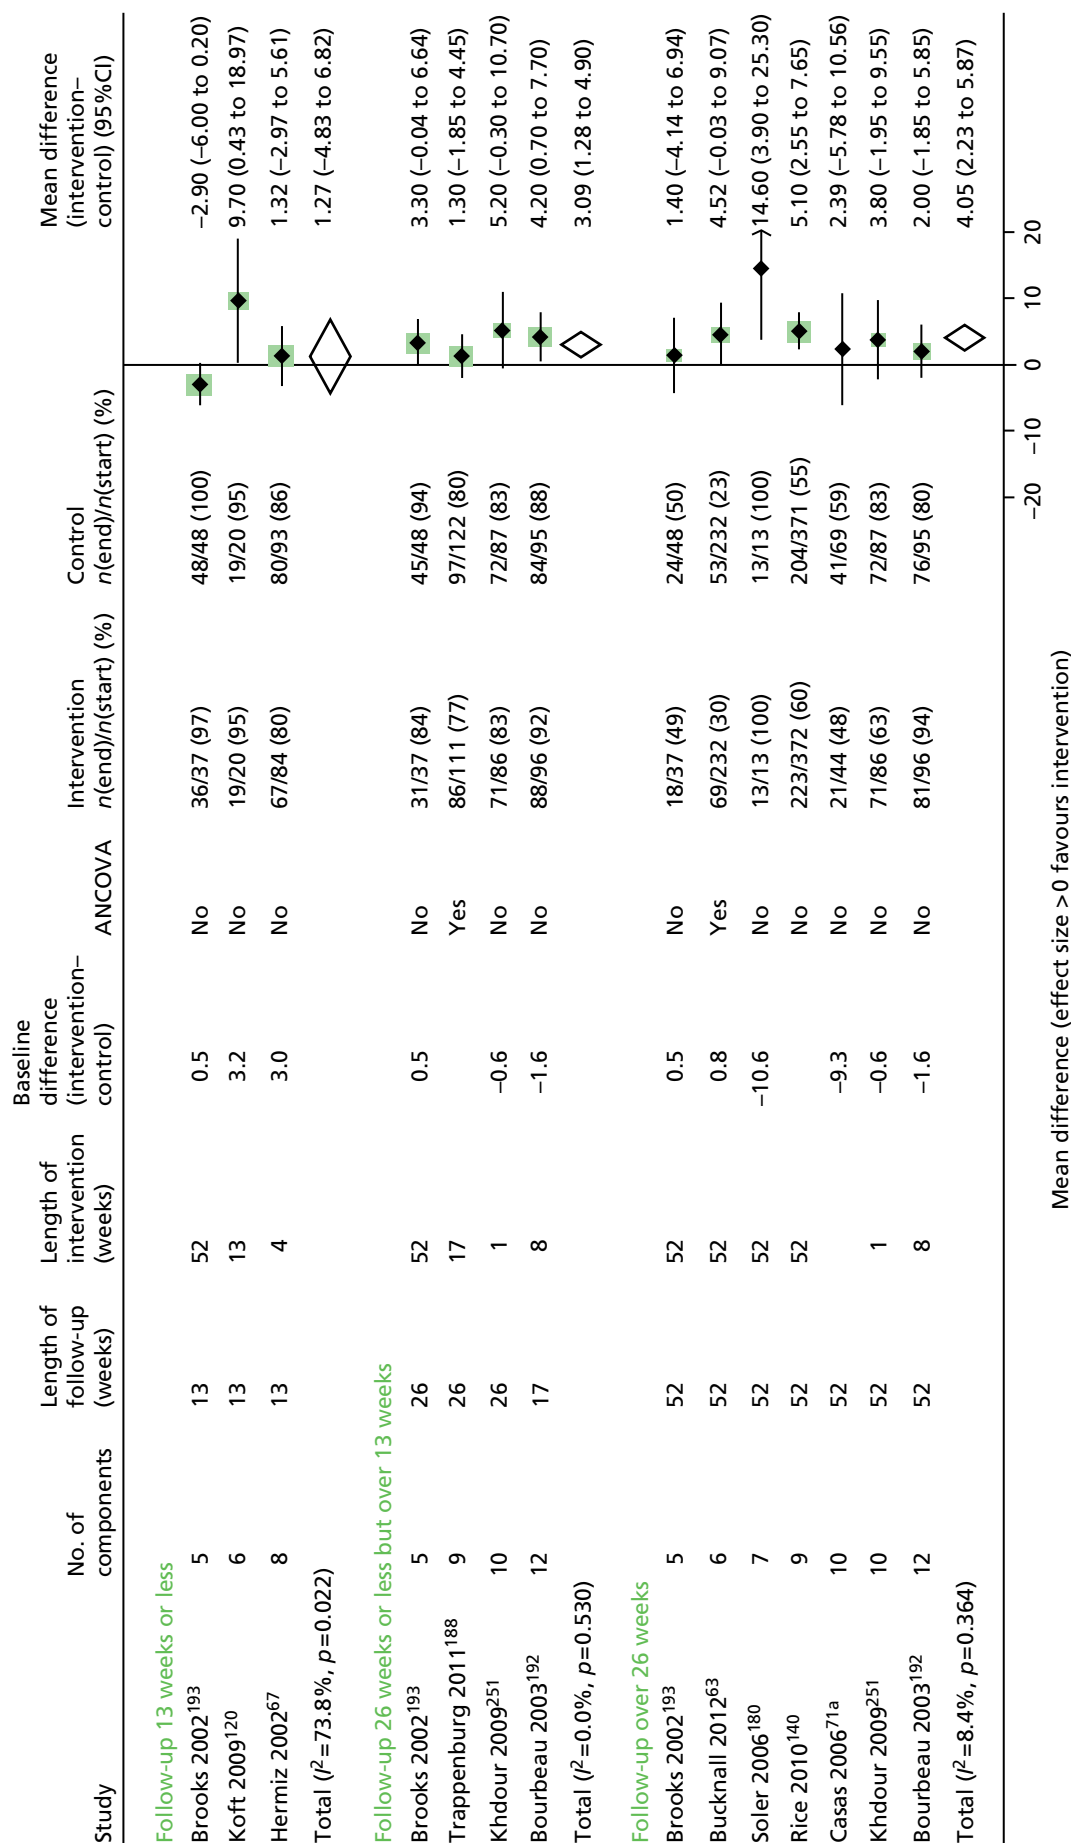 Study No. of components Length of follow-up (weeks) Length of intervention (weeks) Baseline difference (intervention–control) ANCOVA Intervention n(end)/n(start) (%) Control n(end)/n(start) (%) Mean difference (intervention–control) (95%CI)
Follow-up 13 weeks or less
Brooks 2002193 5 13 52 0.5 No 36/37 (97) 48/48 (100) −2.90 (−6.00 to 0.20)
Koft 2009120 6 13 13 3.2 No 19/20 (95) 19/20 (95) 9.70 (0.43 to 18.97)
Hermiz 200267 8 13 4 3.0 No 67/84 (80) 80/93 (86) 1.32 (−2.97 to 5.61)
Total (I2=73.8%, p=0.022) 1.27 (−4.83 to 6.82)
Follow-up 26 weeks or less but over 13 weeks
Brooks 2002193 5 26 52 0.5 No 31/37 (84) 45/48 (94) 3.30 (−0.04 to 6.64)
Trappenburg 2011188 9 26 17 Yes 86/111 (77) 97/122 (80) 1.30 (−1.85 to 4.45)
Khdour 2009251 10 26 1 −0.6 No 71/86 (83) 72/87 (83) 5.20 (−0.30 to 10.70)
Bourbeau 2003192 12 17 8 −1.6 No 88/96 (92) 84/95 (88) 4.20 (0.70 to 7.70)
Total (I2=0.0%, p=0.530) 3.09 (1.28 to 4.90)
Follow-up over 26 weeks
Brooks 2002193 5 52 52 0.5 No 18/37 (49) 24/48 (50) 1.40 (−4.14 to 6.94)
Bucknall 201263 6 52 52 0.8 Yes 69/232 (30) 53/232 (23) 4.52 (−0.03 to 9.07)
Soler 2006180 7 52 52 −10.6 No 13/13 (100) 13/13 (100) 14.60 (3.90 to 25.30)
Rice 2010140 9 52 52 No 223/372 (60) 204/371 (55) 5.10 (2.55 to 7.65)
Casas 200671a 10 52 −9.3 No 21/44 (48) 41/69 (59) 2.39 (−5.78 to 10.56)
Khdour 2009251 10 52 1 −0.6 No 71/86 (63) 72/87 (83) 3.80 (−1.95 to 9.55)
Bourbeau 2003192 12 52 8 −1.6 No 81/96 (94) 76/95 (80) 2.00 (−1.85 to 5.85)
Total (I2=8.4%, p=0.364) 4.05 (2.23 to 5.87)
−20 −10 0 10 20
Mean difference (effect size >0 favours intervention)